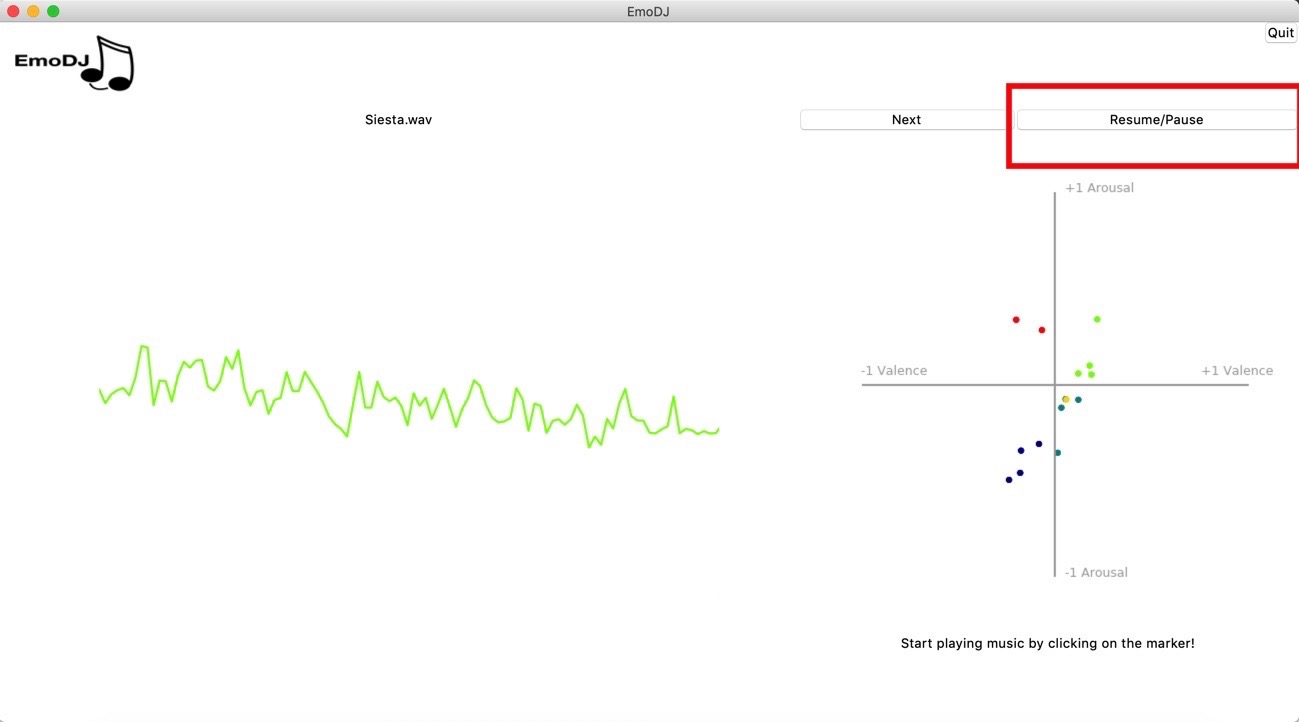 EmoDJ
Quit
EmoDJ
Siesta.wav
Next
Resume/Pause
+1 Arousal
-1 Valence
+1 Valence
-1 Arousal
Start playing music by clicking on the marker!